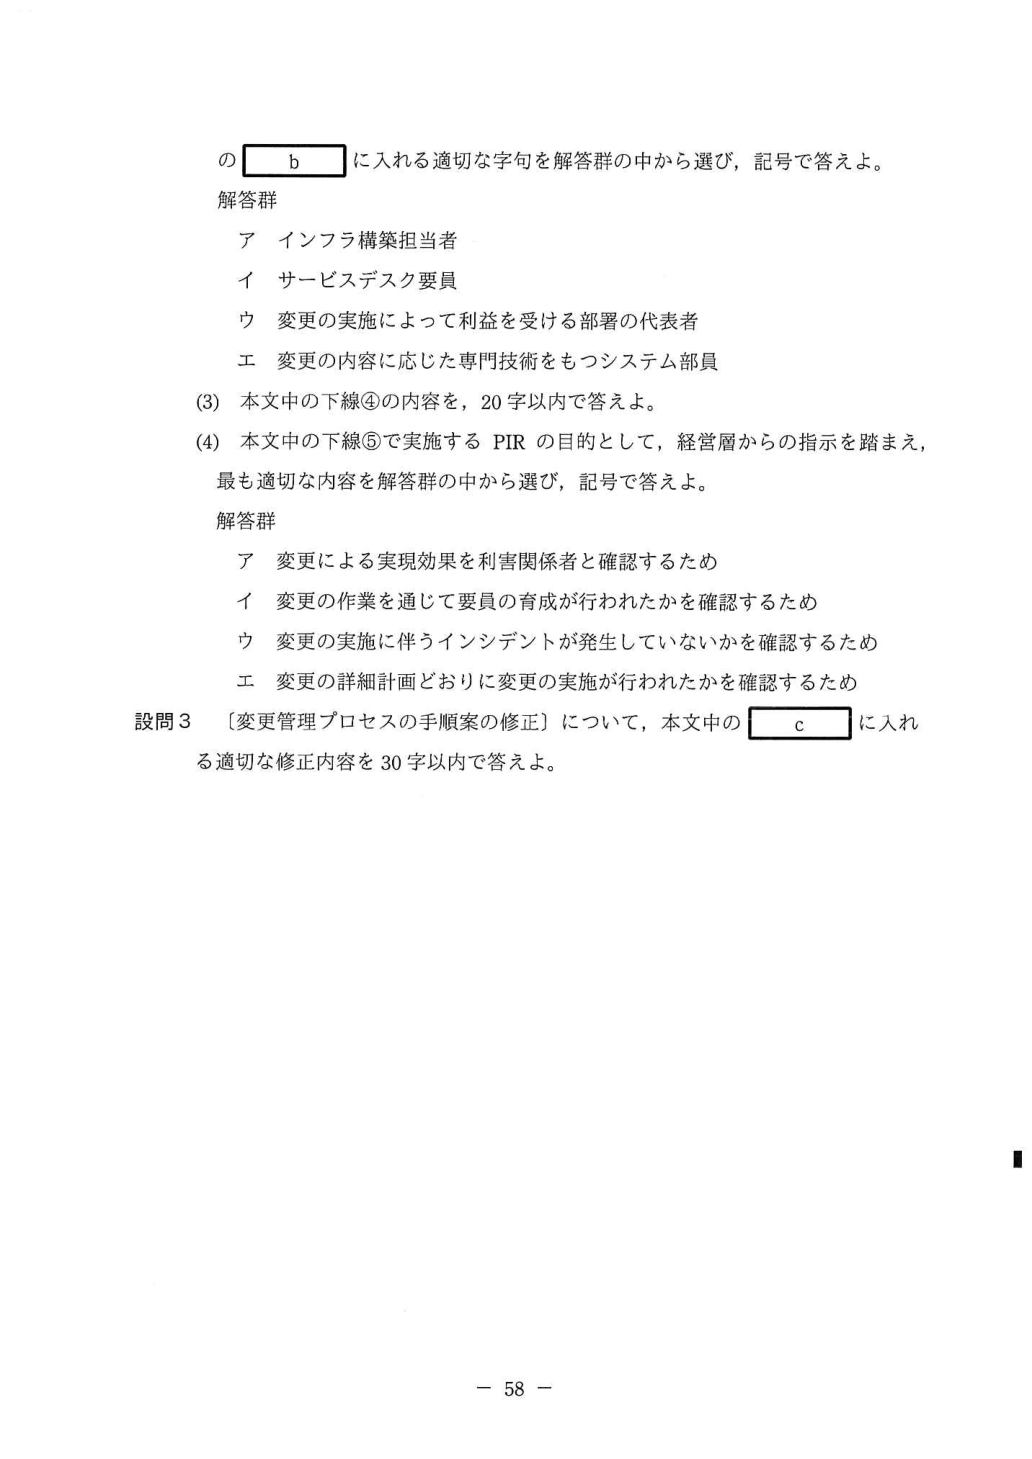 の b に入れる適切な字句を解答群の中から選び，記号で答えよ。
解答群
ア インフラ構築担当者
イ サービスデスク要員
ウ 変更の実施によって利益を受ける部署の代表者
エ 変更の内容に応じた専門技術をもつシステム部員
(3) 本文中の下線④の内容を，20字以内で答えよ。
(4) 本文中の下線⑤で実施する PIR の目的として，経営層からの指示を踏まえ，
最も適切な内容を解答群の中から選び，記号で答えよ。
解答群
ア 変更による実現効果を利害関係者と確認するため
イ 変更の作業を通じて要員の育成が行われたかを確認するため
ウ 変更の実施に伴うインシデントが発生していないかを確認するため
エ 変更の詳細計画どおりに変更の実施が行われたかを確認するため
設問3 〔変更管理プロセスの手順案の修正〕について，本文中の c に入れ
る適切な修正内容を30字以内で答えよ。
－ 58 －